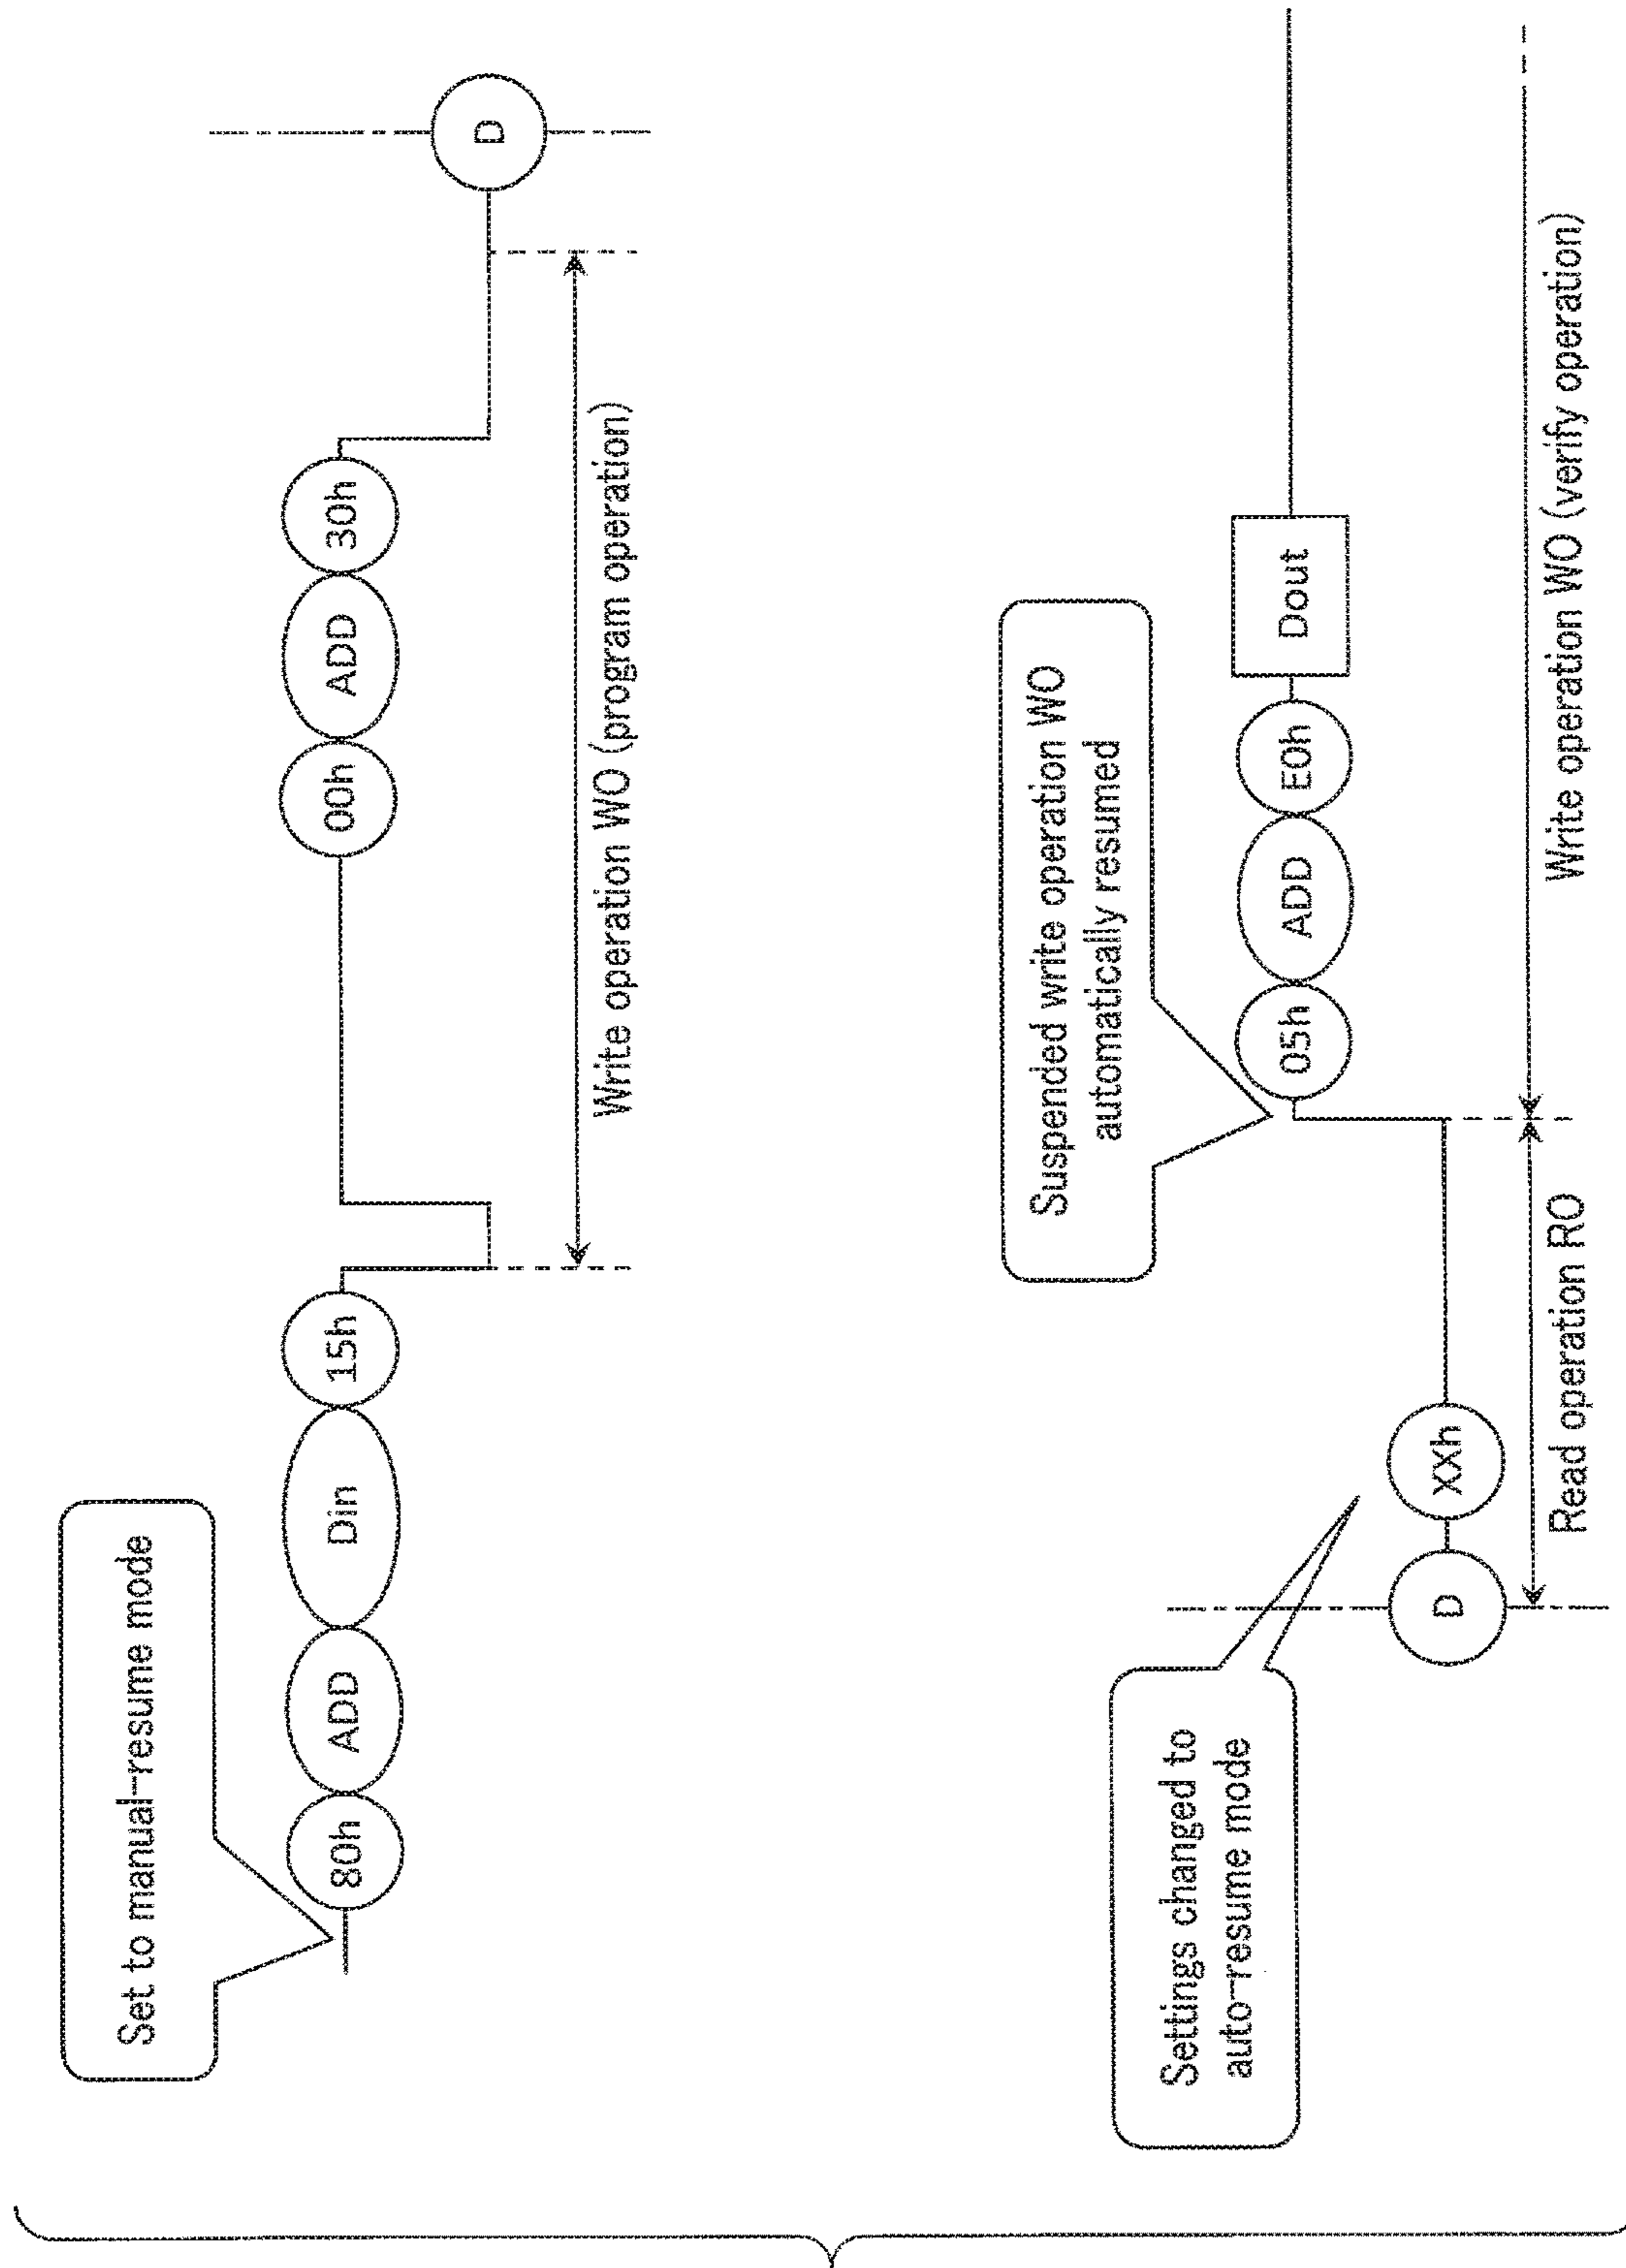 Set to manual-resume mode
80h
ADD
Din
15h
00h
ADD
30h
D
Write operation WO (program operation)
Settings changed to
auto-resume mode
Suspended write operation WO
automatically resumed
D
XXh
05h
ADD
E0h
Dout
Read operation RO
Write operation WO (verify operation)